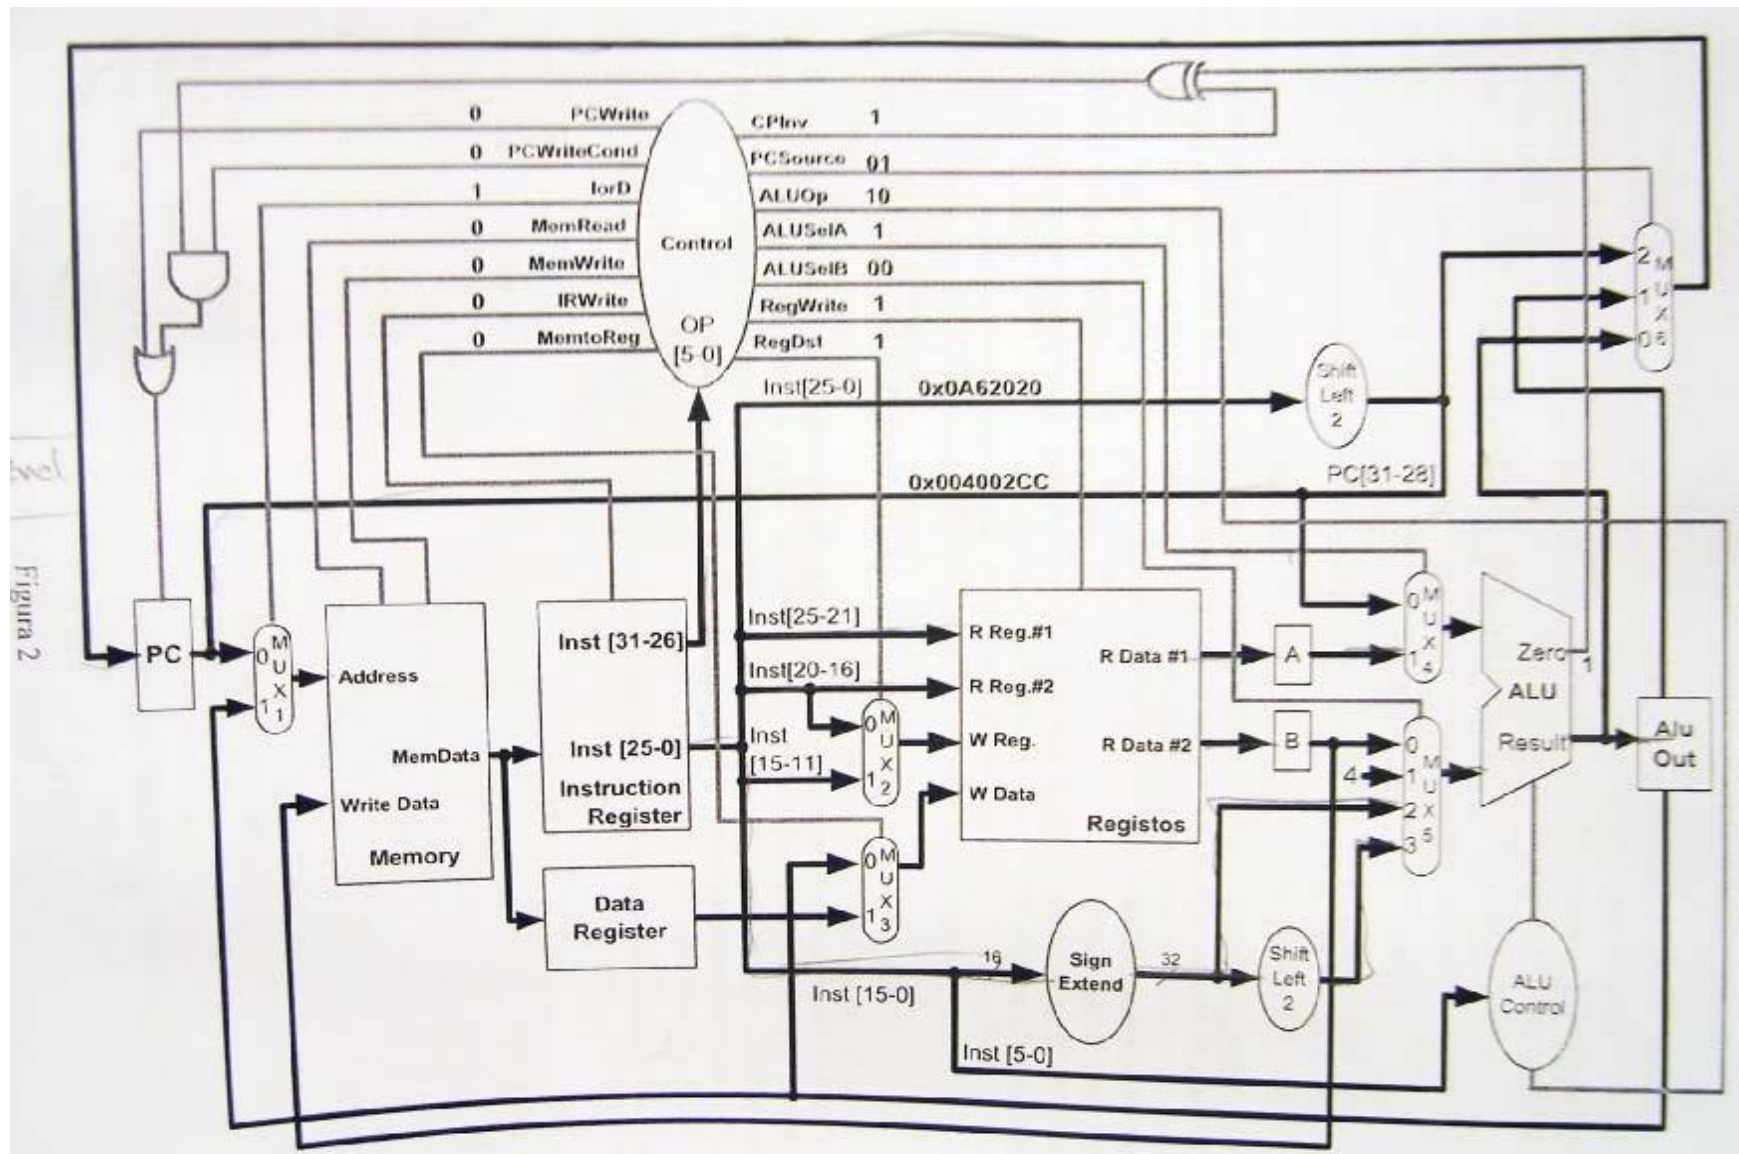 0 PCWrite
0 PCWriteCond
1 IorD
0 MemRead
0 MemWrite
0 IRWrite
0 MemtoReg
Control
OP
[5-0]
CPInv 1
PCSource 01
ALUOp 10
ALUSelA 1
ALUSelB 00
RegWrite 1
RegDst 1
Inst[25-0] 0x0A62020
Shift
Left
2
2
1
0
M
U
X
6
PC[31-28]
0x004002CC
Figura 2
PC
0
1
M
U
X
1
Address
MemData
Write Data
Memory
Inst [31-26]
Inst [25-0]
Instruction
Register
Data
Register
Inst[25-21]
Inst[20-16]
Inst
[15-11]
0
1
M
U
X
2
0
1
M
U
X
3
R Reg.#1
R Reg.#2
W Reg.
W Data
R Data #1
R Data #2
Registos
A
B
0
1
M
U
X
4
4
0
1
2
3
M
U
X
5
Zero
1
ALU
Result
Alu
Out
16
Sign
Extend
32
Shift
Left
2
ALU
Control
Inst [15-0]
Inst [5-0]